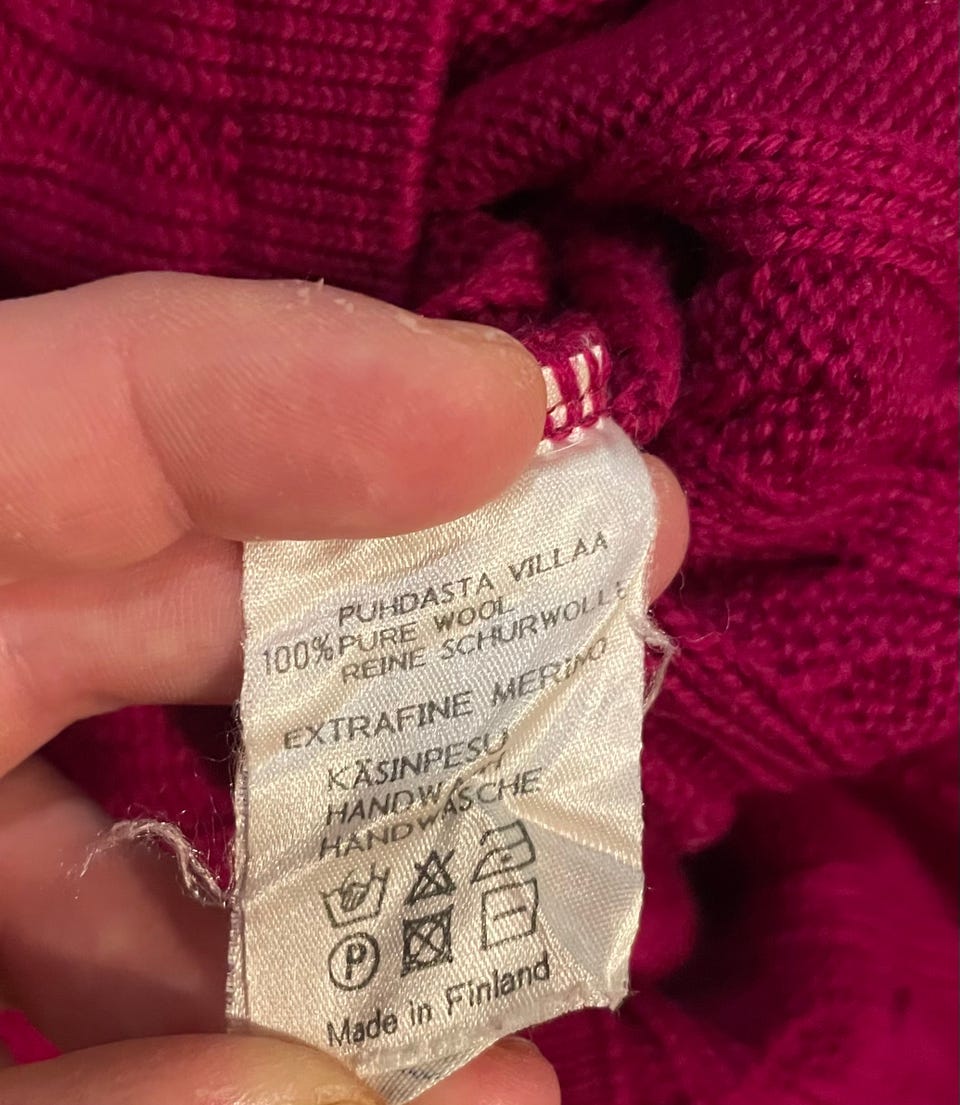 PUHDASTA VILLAA
100% PURE WOOL
REINE SCHURWOLLE
EXTRAFINE MERINO
KÄSINPESU
HANDWASH
HANDWÄSCHE
P
Made in Finland